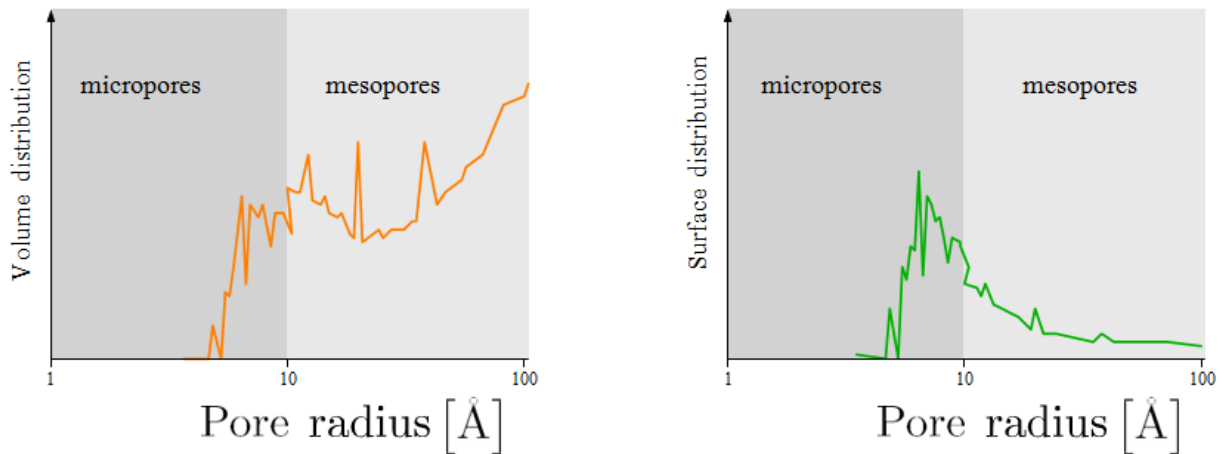 Volume distribution
micropores
mesopores
1
10
100
Pore radius [Å]
Surface distribution
micropores
mesopores
1
10
100
Pore radius [Å]